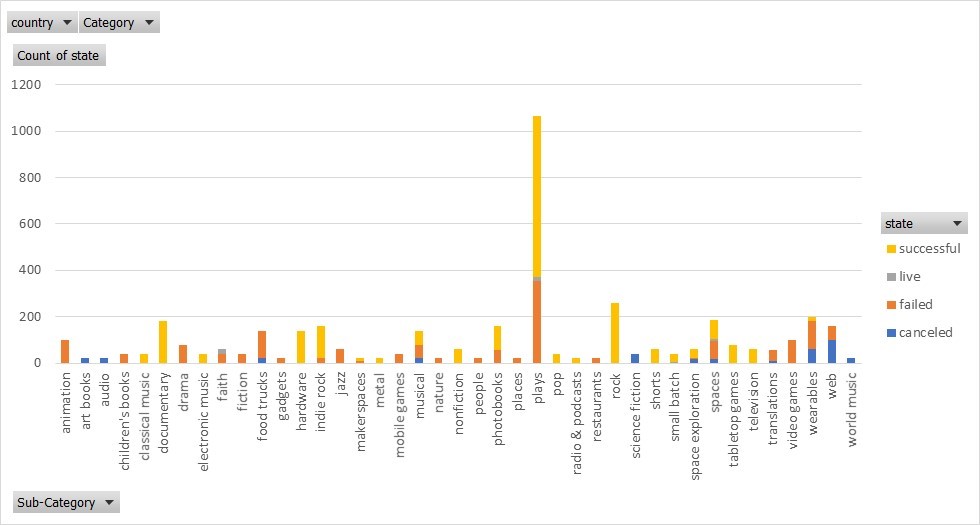 country Category
Count of state
1200
1000
800
600
400
200
0
animation
art books
audio
children's books
classical music
documentary
drama
electronic music
faith
fiction
food trucks
gadgets
hardware
indie rock
jazz
makerspaces
metal
mobile games
musical
nature
nonfiction
people
photobooks
places
plays
pop
radio & podcasts
restaurants
rock
science fiction
shorts
small batch
space exploration
spaces
tabletop games
television
translations
video games
wearables
web
world music
state
successful
live
failed
canceled
Sub-Category